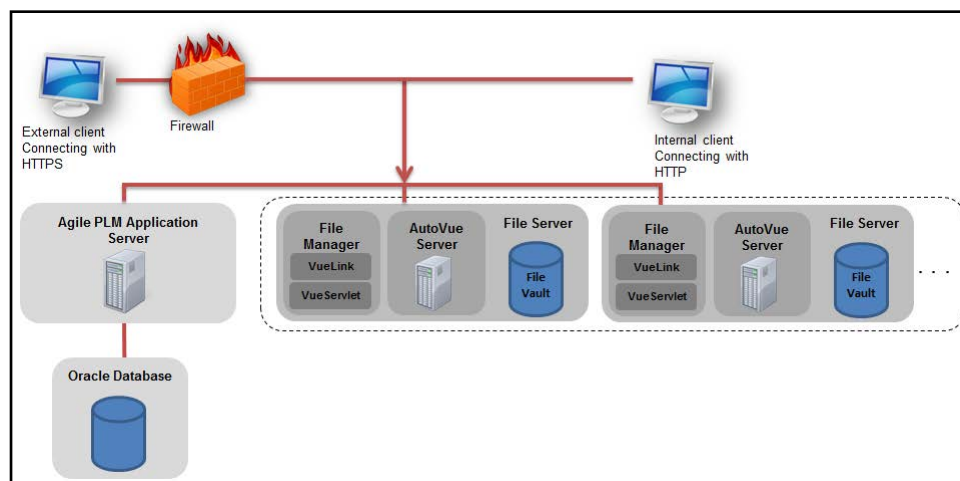 External client
Connecting with
HTTPS
Firewall
Internal client
Connecting with
HTTP
Agile PLM Application
Server
File
Manager
VueLink
VueServlet
AutoVue
Server
File Server
File
Vault
File
Manager
VueLink
VueServlet
AutoVue
Server
File Server
File
Vault
. . .
Oracle Database